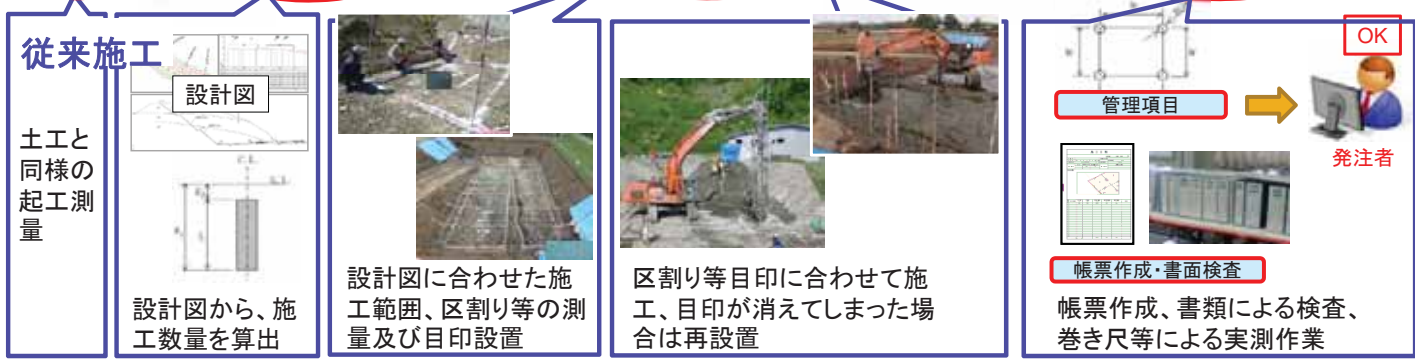 従来施工
土工と
同様の
起工測
量
設計図
設計図から、施
工数量を算出
設計図に合わせた施
工範囲、区割り等の測
量及び目印設置
区割り等目印に合わせて施
工、目印が消えてしまった場
合は再設置
管理項目
OK
発注者
帳票作成・書面検査
帳票作成、書類による検査、
巻き尺等による実測作業